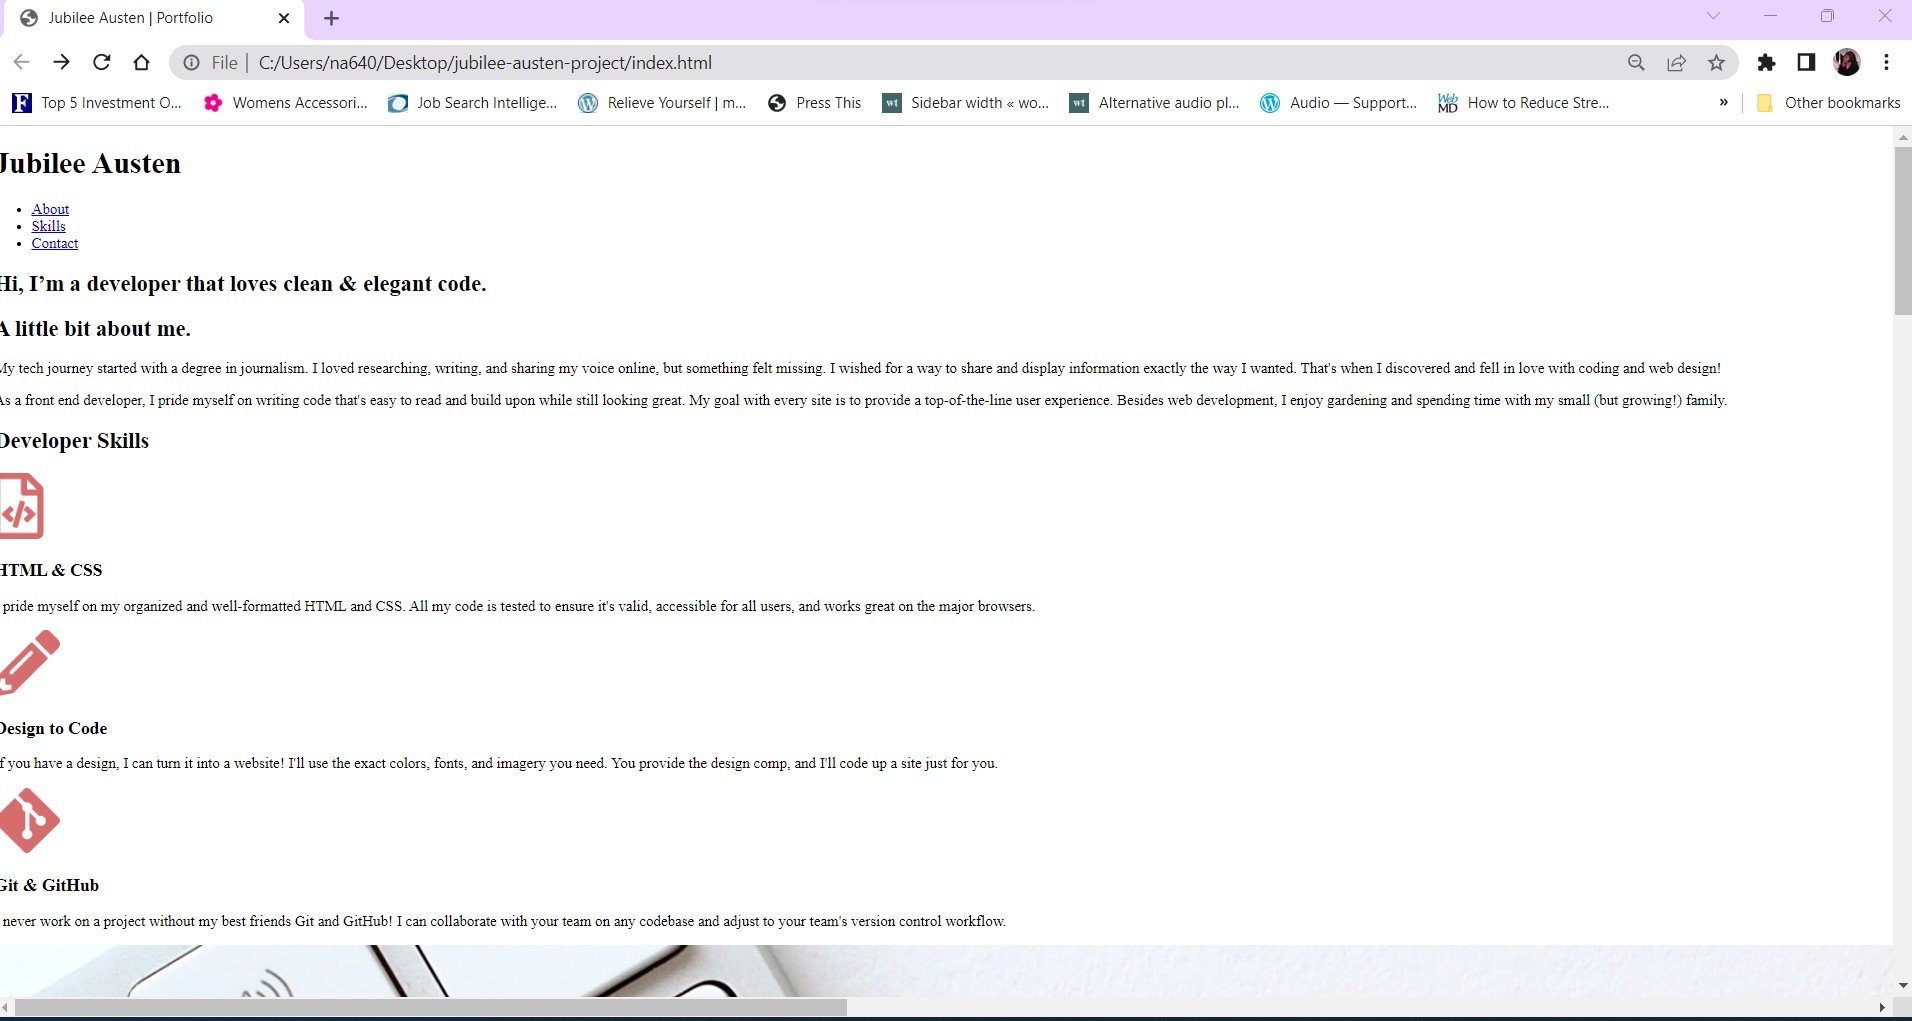 Jubilee Austen | Portfolio
File | C:/Users/na640/Desktop/jubilee-austen-project/index.html
Top 5 Investment O... Womens Accessori... Job Search Intellige... Relieve Yourself | m... Press This Sidebar width « wo... Alternative audio pl... Audio — Support... Web MD How to Reduce Stre... » Other bookmarks
Jubilee Austen
About
Skills
Contact
Hi, I’m a developer that loves clean & elegant code.
A little bit about me.
My tech journey started with a degree in journalism. I loved researching, writing, and sharing my voice online, but something felt missing. I wished for a way to share and display information exactly the way I wanted. That's when I discovered and fell in love with coding and web design!
As a front end developer, I pride myself on writing code that's easy to read and build upon while still looking great. My goal with every site is to provide a top-of-the-line user experience. Besides web development, I enjoy gardening and spending time with my small (but growing!) family.
Developer Skills
HTML & CSS
pride myself on my organized and well-formatted HTML and CSS. All my code is tested to ensure it's valid, accessible for all users, and works great on the major browsers.
Design to Code
If you have a design, I can turn it into a website! I'll use the exact colors, fonts, and imagery you need. You provide the design comp, and I'll code up a site just for you.
Git & GitHub
never work on a project without my best friends Git and GitHub! I can collaborate with your team on any codebase and adjust to your team's version control workflow.